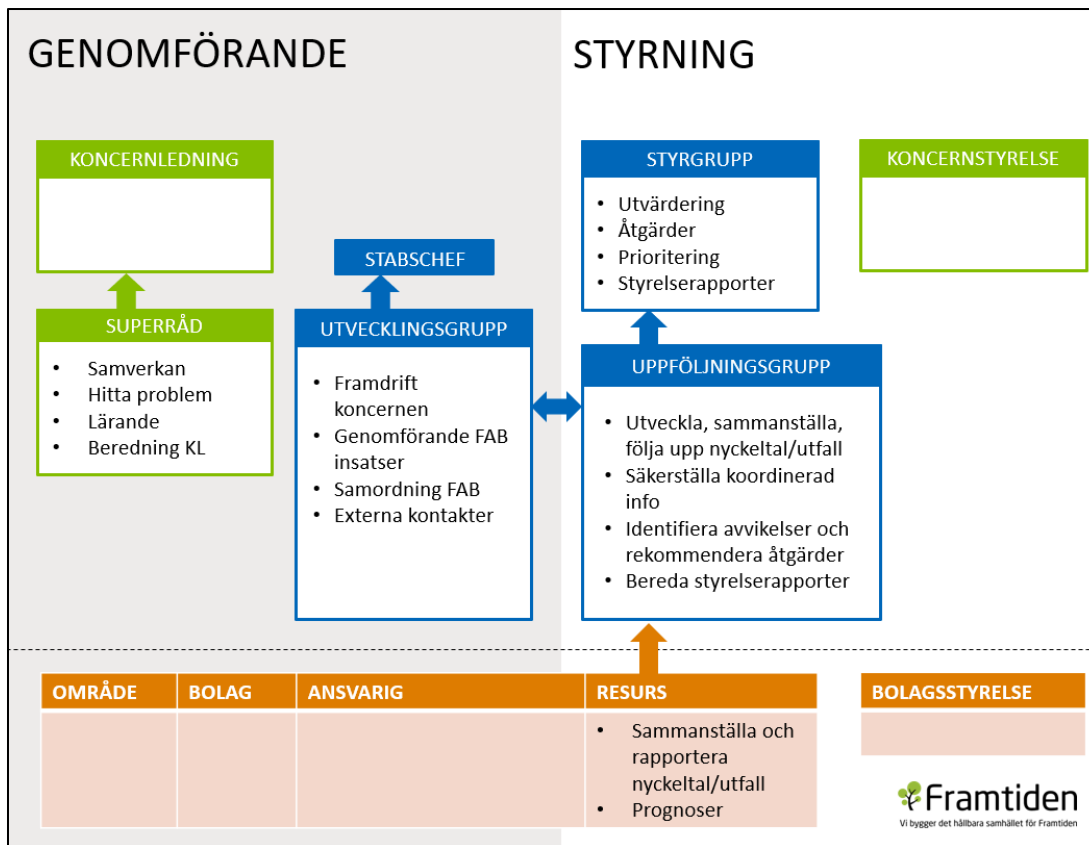 GENOMFÖRANDE
STYRNING
KONCERNLEDNING
STYRGRUPP
• Utvärdering
• Åtgärder
• Prioritering
• Styrelserapporter
KONCERNSTYRELSE
STABSCHEF
SUPERRÅD
• Samverkan
• Hitta problem
• Lärande
• Beredning KL
UTVECKLINGSGRUPP
• Framdrift
koncernen
• Genomförande FAB
insatser
• Samordning FAB
• Externa kontakter
UPPFÖLJNINGSGRUPP
• Utveckla, sammanställa,
följa upp nyckeltal/utfall
• Säkerställa koordinerad
info
• Identifiera avvikelser och
rekommendera åtgärder
• Bereda styrelserapporter
OMRÅDE
BOLAG
ANSVARIG
RESURS
• Sammanställa och
rapportera
nyckeltal/utfall
• Prognoser
BOLAGSSTYRELSE
Framtiden
Vi bygger det hållbara samhället för Framtiden